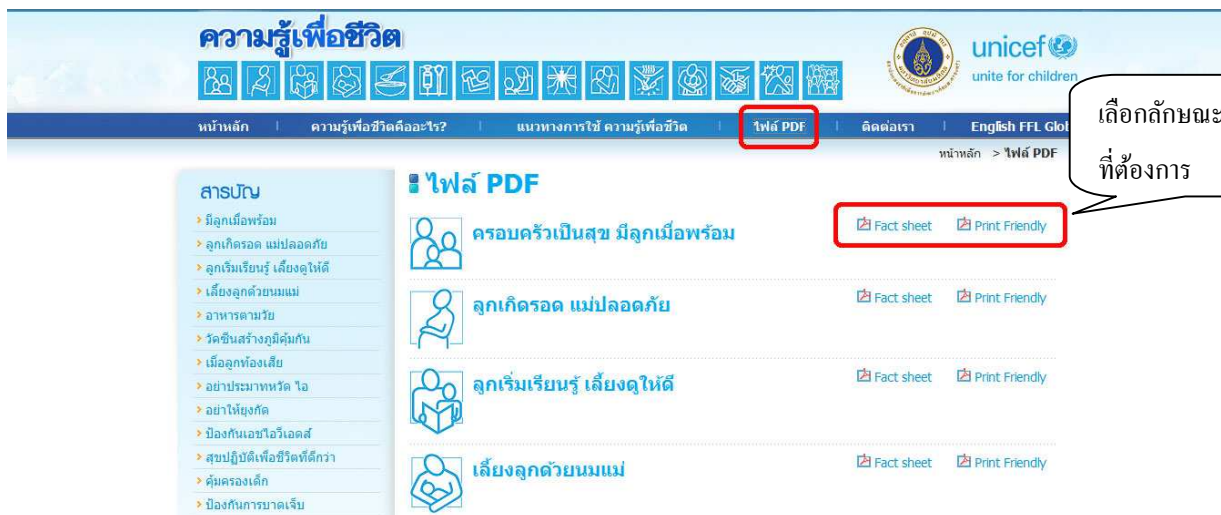 ความรู้เพื่อชีวิต
unicef
unite for children
หน้าหลัก ความรู้เพื่อชีวิตคืออะไร? แนวทางการใช้ ความรู้เพื่อชีวิต ไฟล์ PDF ติดต่อเรา English FFL Glob
หน้าหลัก > ไฟล์ PDF
เลือกลักษณะ
ที่ต้องการ
สารบัญ
มีลูกเมื่อพร้อม
ลูกเกิดรอด แม่ปลอดภัย
ลูกเริ่มเรียนรู้ เลี้ยงดูให้ดี
เลี้ยงลูกด้วยนมแม่
อาหารตามวัย
วัคซีนสร้างภูมิคุ้มกัน
เมื่อลูกท้องเสีย
อย่าประมาทหวัด ไอ
อย่าให้ยุงกัด
ป้องกันเอชไอวีเอดส์
สุขปฏิบัติเพื่อชีวิตที่ดีกว่า
คุ้มครองเด็ก
ป้องกันการบาดเจ็บ
ไฟล์ PDF
ครอบครัวเป็นสุข มีลูกเมื่อพร้อม Fact sheet Print Friendly
ลูกเกิดรอด แม่ปลอดภัย Fact sheet Print Friendly
ลูกเริ่มเรียนรู้ เลี้ยงดูให้ดี Fact sheet Print Friendly
เลี้ยงลูกด้วยนมแม่ Fact sheet Print Friendly